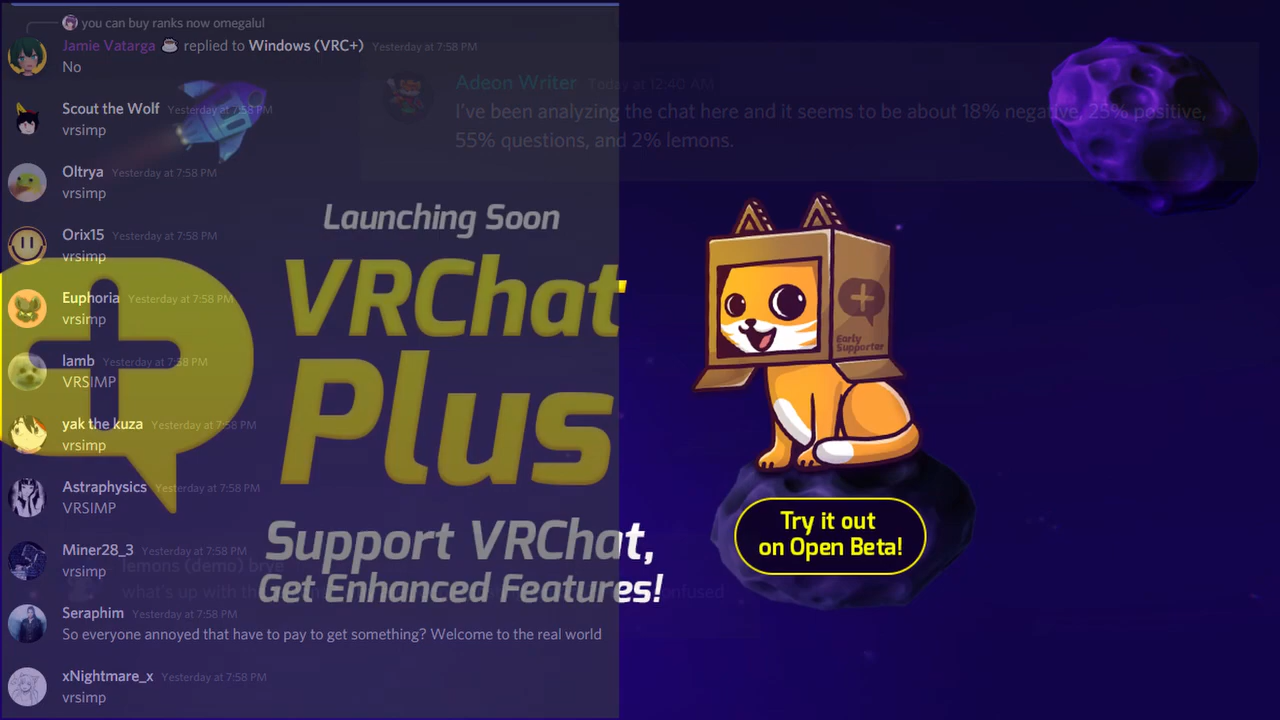 you can buy ranks now omegalul
Jamie Vatarga replied to Windows (VRC+) Yesterday at 7:58 PM
No
Scout the Wolf Yesterday at 7:58 PM
vrsimp
Oltrya Yesterday at 7:58 PM
vrsimp
Orix15 Yesterday at 7:58 PM
vrsimp
Euphoria Yesterday at 7:58 PM
vrsimp
lamb Yesterday at 7:58 PM
VRSIMP
yak the kuza Yesterday at 7:58 PM
vrsimp
Astraphysics Yesterday at 7:58 PM
VRSIMP
Miner28_3 Yesterday at 7:58 PM
vrsimp
Seraphim Yesterday at 7:58 PM
So everyone annoyed that have to pay to get something? Welcome to the real world
xNightmare_x Yesterday at 7:58 PM
vrsimp
Adeon Writer Today at 12:40 AM
I've been analyzing the chat here and it seems to be about 18% negative, 25% positive,
55% questions, and 2% lemons.
Launching Soon
VRChat
Plus
Support VRChat,
Get Enhanced Features!
Early
Supporter
Try it out
on Open Beta!
lemons (demo) brye
what's up with the